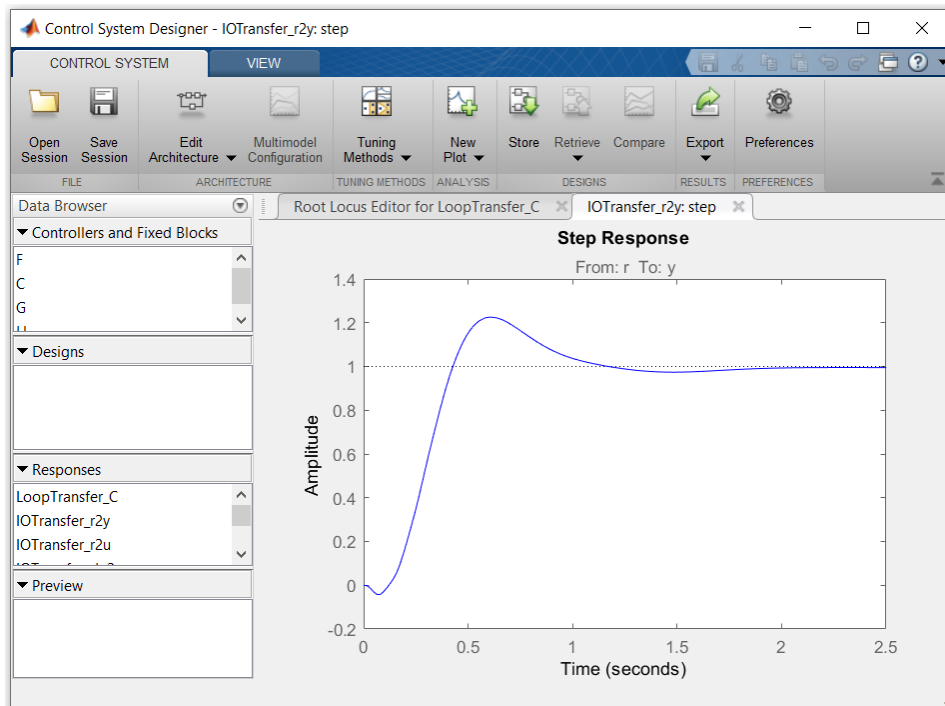 Control System Designer - IOTransfer_r2y: step
CONTROL SYSTEM
VIEW
Open
Session
Save
Session
Edit
Architecture
Multimodel
Configuration
Tuning
Methods
New
Plot
Store
Retrieve
Compare
Export
Preferences
FILE
ARCHITECTURE
TUNING METHODS
ANALYSIS
DESIGNS
RESULTS
PREFERENCES
Data Browser
Controllers and Fixed Blocks
F
C
G
Designs
Responses
LoopTransfer_C
IOTransfer_r2y
IOTransfer_r2u
Preview
Root Locus Editor for LoopTransfer_C
IOTransfer_r2y: step
Step Response
From: r To: y
Amplitude
1.4
1.2
1
0.8
0.6
0.4
0.2
0
-0.2
0
0.5
1
1.5
2
2.5
Time (seconds)